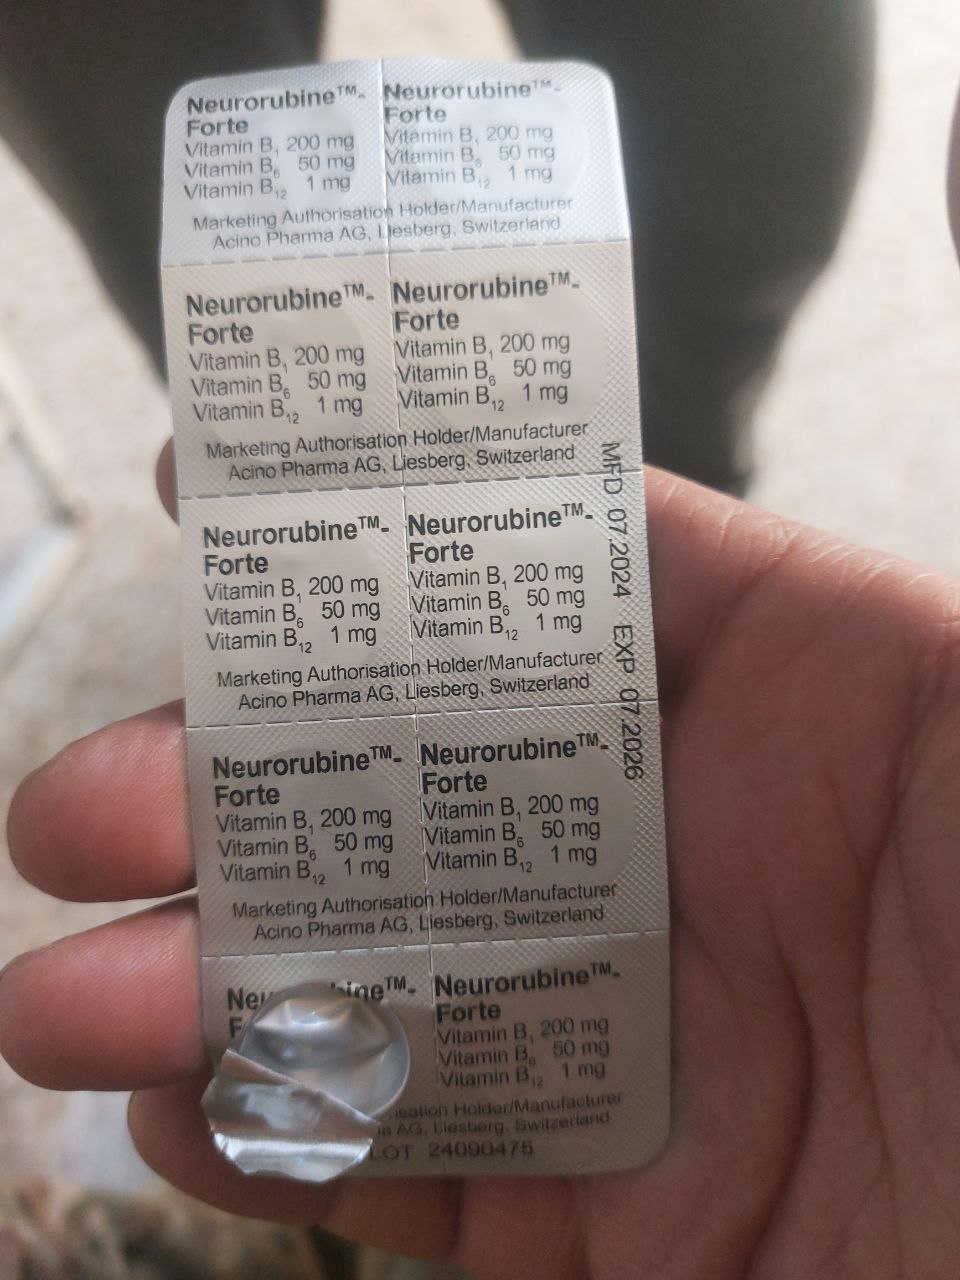 Neurorubine™- Neurorubine™-
Forte Forte
Vitamin B₁ 200 mg Vitamin B₁ 200 mg
Vitamin B₆ 50 mg Vitamin B₆ 50 mg
Vitamin B₁₂ 1 mg Vitamin B₁₂ 1 mg
Marketing Authorisation Holder/Manufacturer
Acino Pharma AG, Liesberg, Switzerland
Neurorubine™- Neurorubine™-
Forte Forte
Vitamin B₁ 200 mg Vitamin B₁ 200 mg
Vitamin B₆ 50 mg Vitamin B₆ 50 mg
Vitamin B₁₂ 1 mg Vitamin B₁₂ 1 mg
Marketing Authorisation Holder/Manufacturer
Acino Pharma AG, Liesberg, Switzerland
Neurorubine™- Neurorubine™-
Forte Forte
Vitamin B₁ 200 mg Vitamin B₁ 200 mg
Vitamin B₆ 50 mg Vitamin B₆ 50 mg
Vitamin B₁₂ 1 mg Vitamin B₁₂ 1 mg
Marketing Authorisation Holder/Manufacturer
Acino Pharma AG, Liesberg, Switzerland
Neurorubine™- Neurorubine™-
Forte Forte
Vitamin B₁ 200 mg Vitamin B₁ 200 mg
Vitamin B₆ 50 mg Vitamin B₆ 50 mg
Vitamin B₁₂ 1 mg Vitamin B₁₂ 1 mg
Marketing Authorisation Holder/Manufacturer
Acino Pharma AG, Liesberg, Switzerland
Neurorubine™-
Forte
Vitamin B₁ 200 mg
Vitamin B₆ 50 mg
Vitamin B₁₂ 1 mg
Holder/Manufacturer
AG, Liesberg, Switzerland
LOT 24090475
MFD 07.2024 EXP 07.2026